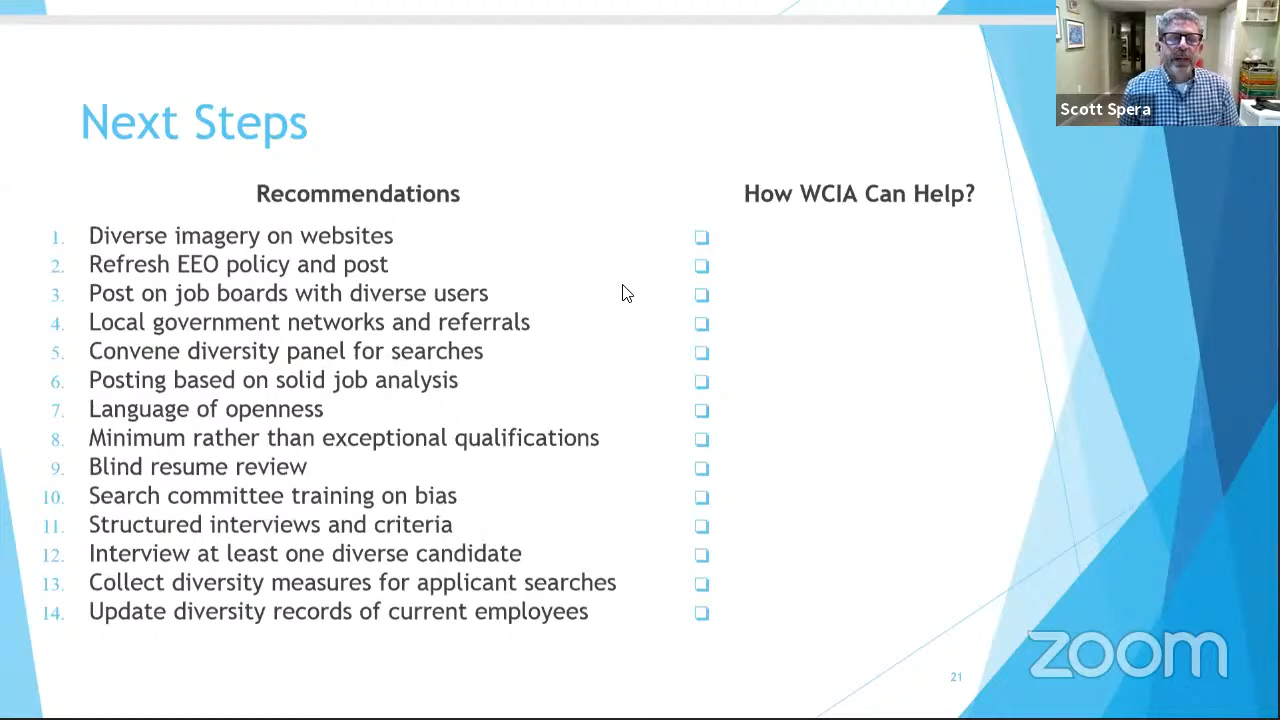 Scott Spera
Next Steps
Recommendations
How WCIA Can Help?
1. Diverse imagery on websites
2. Refresh EEO policy and post
3. Post on job boards with diverse users
4. Local government networks and referrals
5. Convene diversity panel for searches
6. Posting based on solid job analysis
7. Language of openness
8. Minimum rather than exceptional qualifications
9. Blind resume review
10. Search committee training on bias
11. Structured interviews and criteria
12. Interview at least one diverse candidate
13. Collect diversity measures for applicant searches
14. Update diversity records of current employees
zoom
21